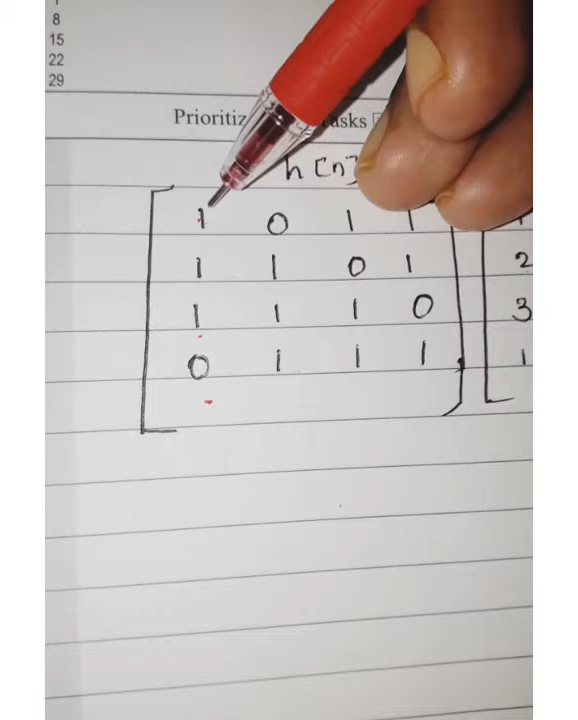 8
15
22
29
Prioritiz Tasks
h [n]
1 0 1 1
1 1 0 1 2
1 1 1 0 3
0 1 1 1 1